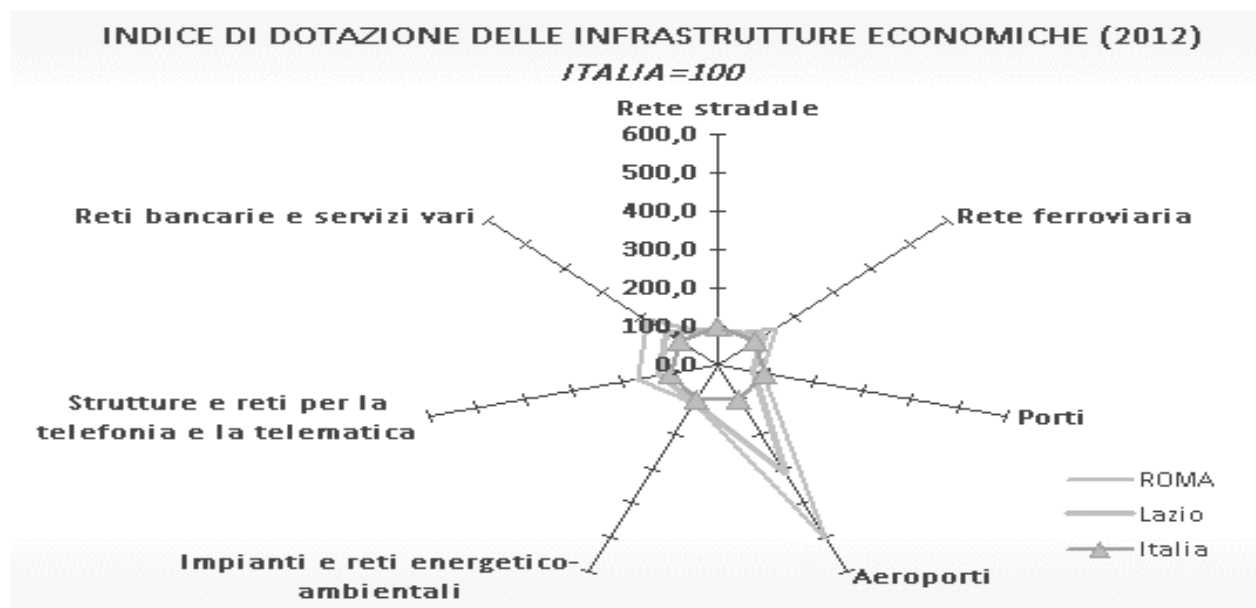 INDICE DI DOTAZIONE DELLE INFRASTRUTTURE ECONOMICHE (2012)
ITALIA=100
Rete stradale
600,0
500,0
400,0
300,0
200,0
100,0
0,0
Reti bancarie e servizi vari
Rete ferroviaria
Strutture e reti per la
telefonia e la telematica
Porti
Impianti e reti energetico-
ambientali
Aeroporti
ROMA
Lazio
Italia